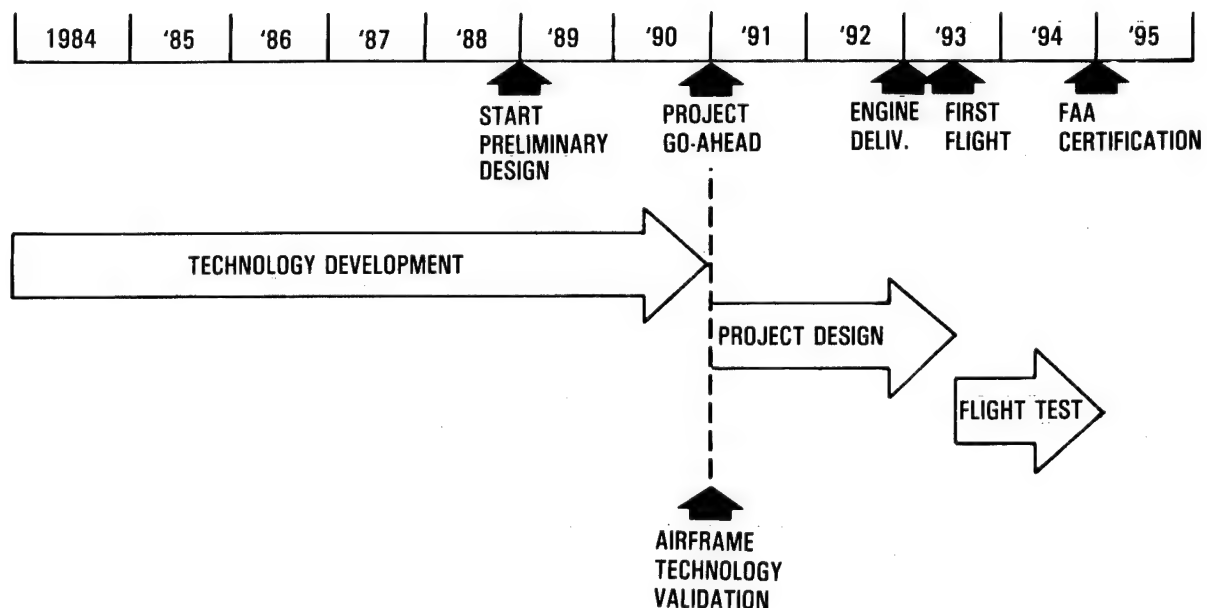 1984 '85 '86 '87 '88 '89 '90 '91 '92 '93 '94 '95
START
PRELIMINARY
DESIGN
PROJECT
GO-AHEAD
ENGINE
DELIV.
FIRST
FLIGHT
FAA
CERTIFICATION
TECHNOLOGY DEVELOPMENT
PROJECT DESIGN
FLIGHT TEST
AIRFRAME
TECHNOLOGY
VALIDATION